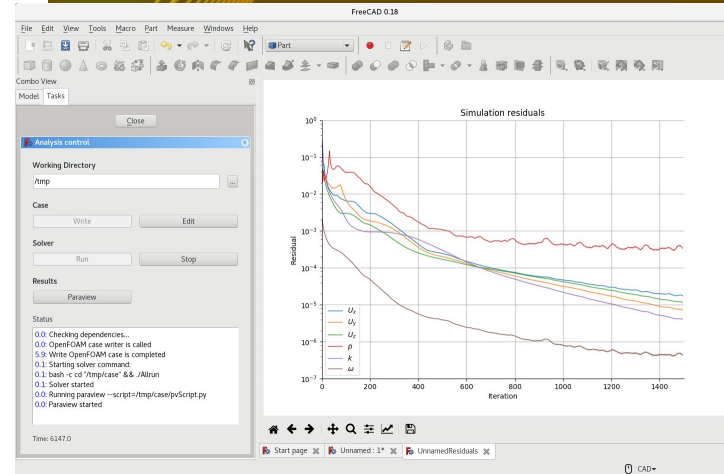 FreeCAD 0.18
File Edit View Tools Macro Part Measure Windows Help
Part
Combo View
Model Tasks
Close
Analysis control
Working Directory
/tmp
...
Case
Write Edit
Solver
Run Stop
Results
Paraview
Status
0.0: Checking dependencies...
0.0: OpenFOAM case writer is called
5.9: Write OpenFOAM case is completed
0.1: Starting solver command:
0.1: bash -c cd "/tmp/case" && ./Allrun
0.1: Solver started
0.0: Running paraview --script=/tmp/case/pvScript.py
0.0: Paraview started
Time: 6147.0
Simulation residuals
Residual
10⁰
10⁻¹
10⁻²
10⁻³
10⁻⁴
10⁻⁵
10⁻⁶
10⁻⁷
Ux
Uy
Uz
p
k
ω
0 200 400 600 800 1000 1200 1400
Iteration
Start page Unnamed : 1* UnnamedResiduals
CAD